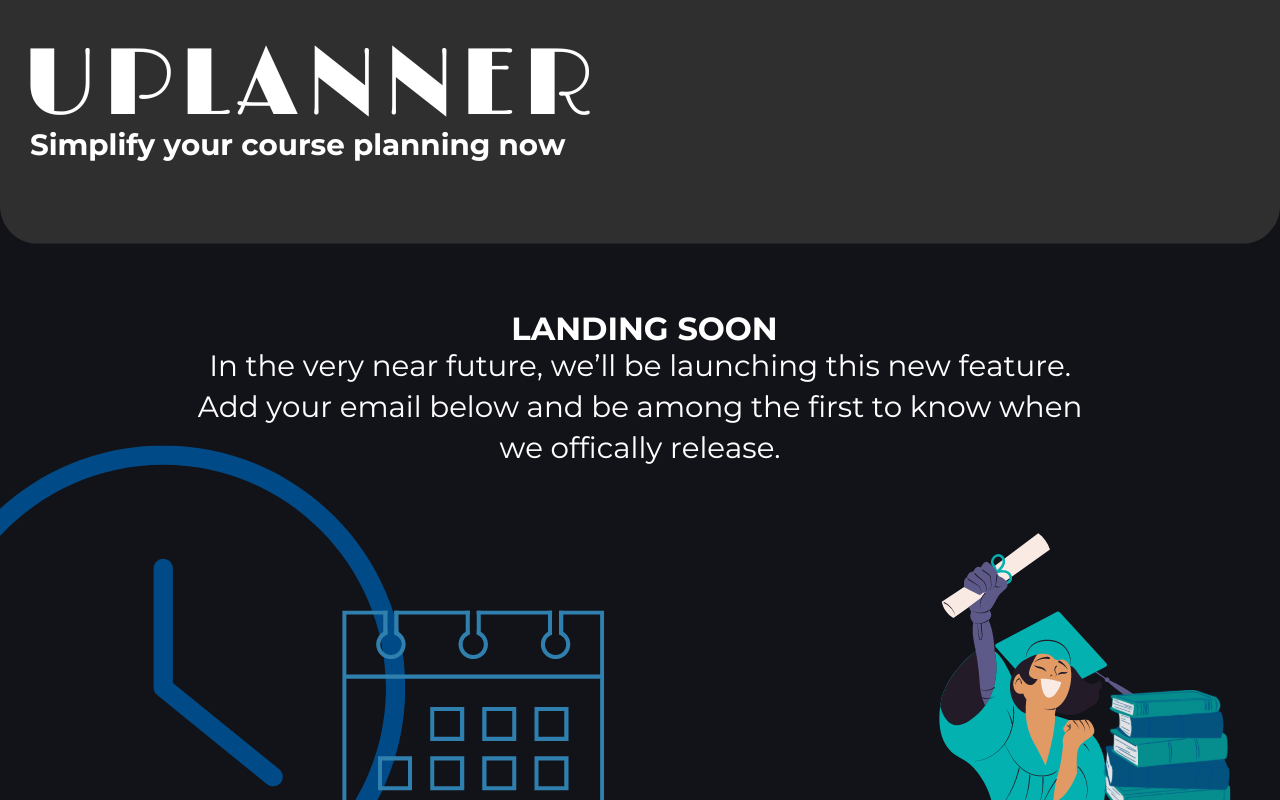 UPLANNER
Simplify your course planning now
LANDING SOON
In the very near future, we’ll be launching this new feature.
Add your email below and be among the first to know when
we offically release.